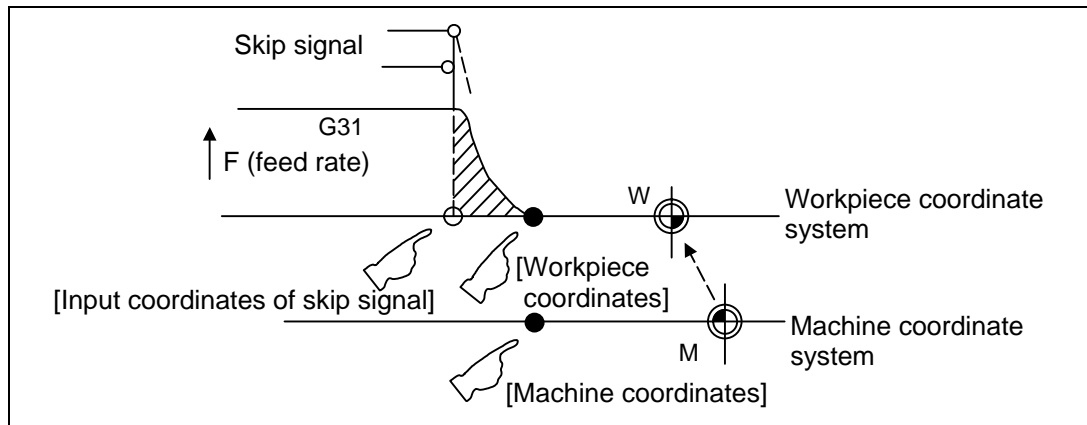 Skip signal
G31
F (feed rate)
W
Workpiece coordinate
system
[Workpiece
coordinates]
[Input coordinates of skip signal]
Machine coordinate
system
M
[Machine coordinates]